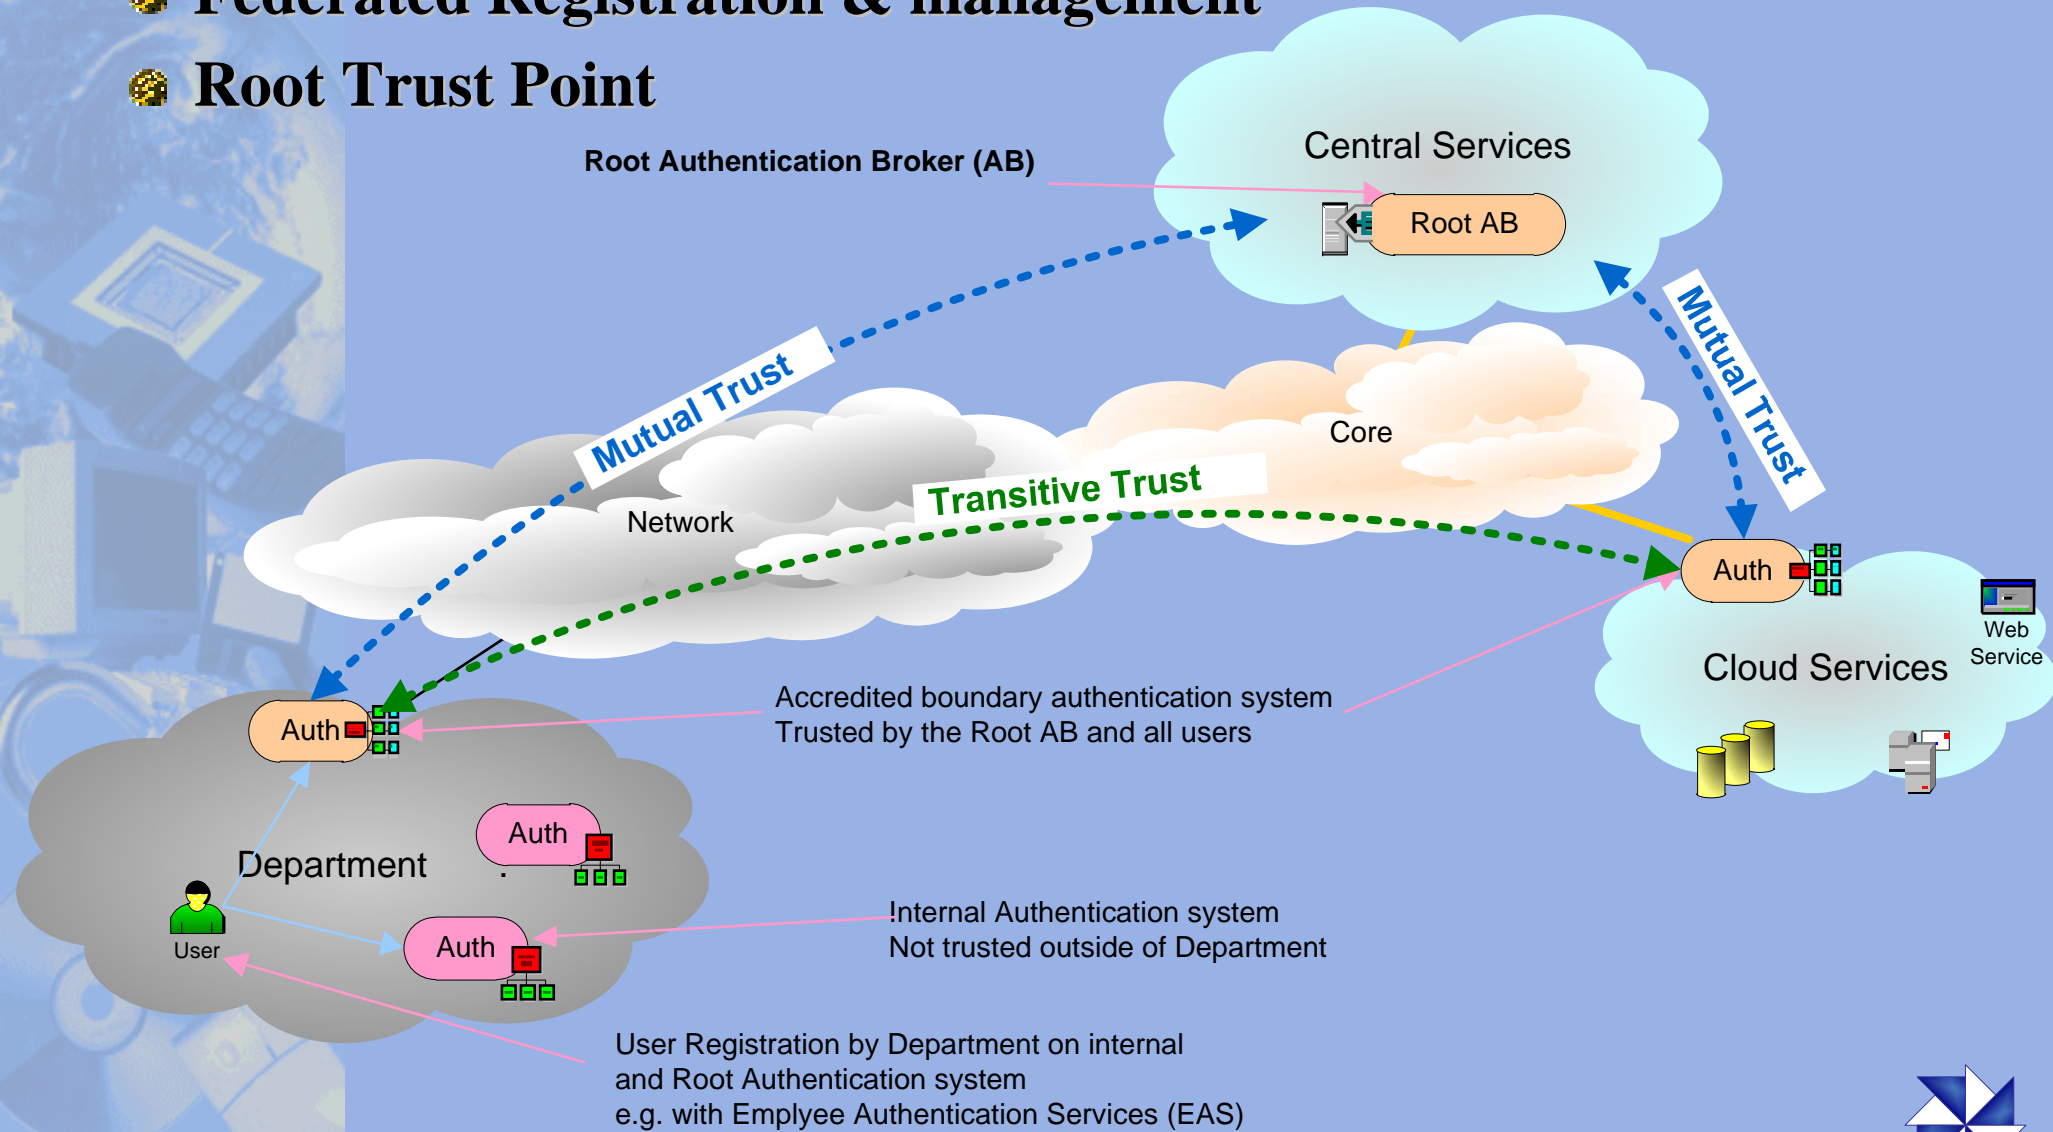 Federated Registration & management
Root Trust Point
Root Authentication Broker (AB)
Central Services
Root AB
Mutual Trust
Mutual Trust
Core
Transitive Trust
Network
Auth
Web
Service
Cloud Services
Accredited boundary authentication system
Trusted by the Root AB and all users
Auth
Auth
Department
.
User
Auth
Internal Authentication system
Not trusted outside of Department
User Registration by Department on internal
and Root Authentication system
e.g. with Emplyee Authentication Services (EAS)